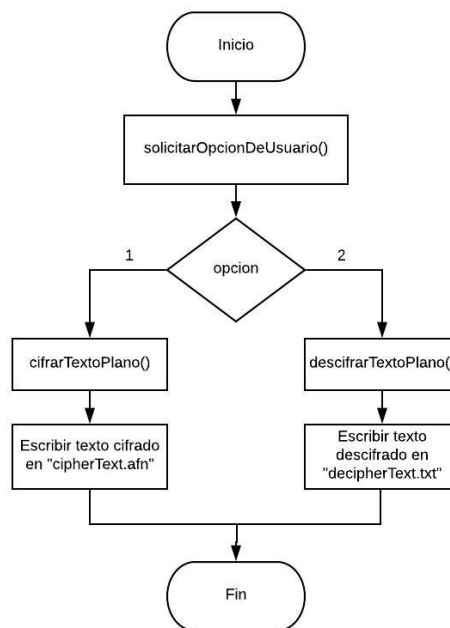 Inicio
solicitarOpcionDeUsuario()
opcion
1
2
cifrarTextoPlano()
descifrarTextoPlano()
Escribir texto cifrado
en "cipherText.afn"
Escribir texto
descifrado en
"decipherText.txt"
Fin